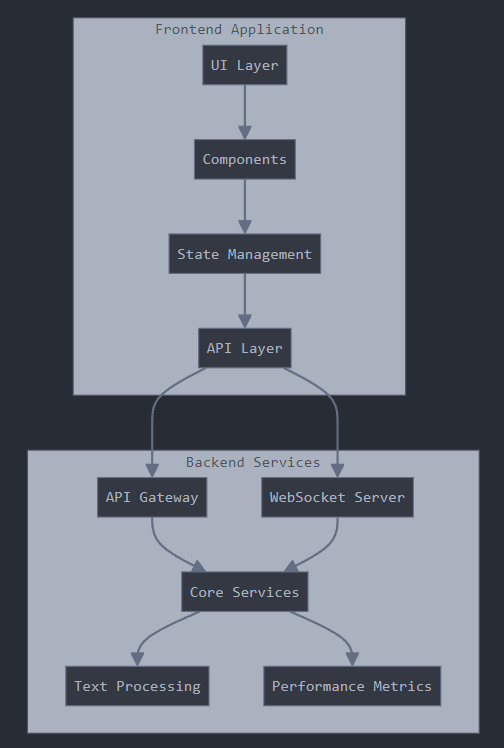 Frontend Application
UI Layer
Components
State Management
API Layer
Backend Services
API Gateway
WebSocket Server
Core Services
Text Processing
Performance Metrics